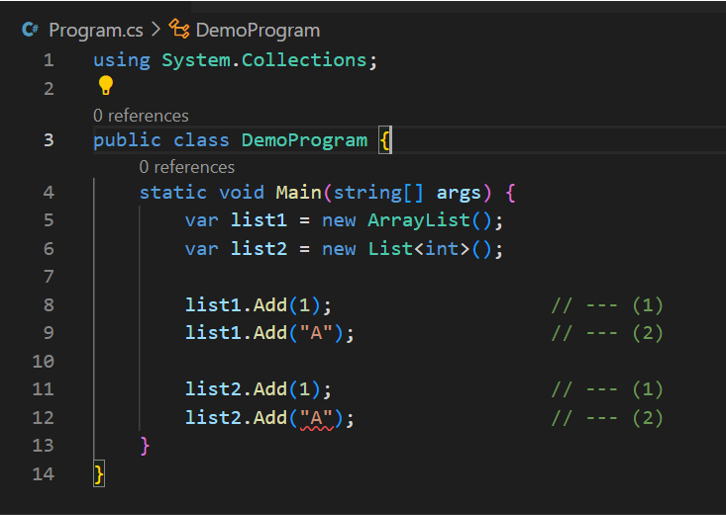 C# Program.cs > DemoProgram
1 using System.Collections;
2
0 references
3 public class DemoProgram {
0 references
4 static void Main(string[] args) {
5 var list1 = new ArrayList();
6 var list2 = new List<int>();
7
8 list1.Add(1); // --- (1)
9 list1.Add("A"); // --- (2)
10
11 list2.Add(1); // --- (1)
12 list2.Add("A"); // --- (2)
13 }
14 }